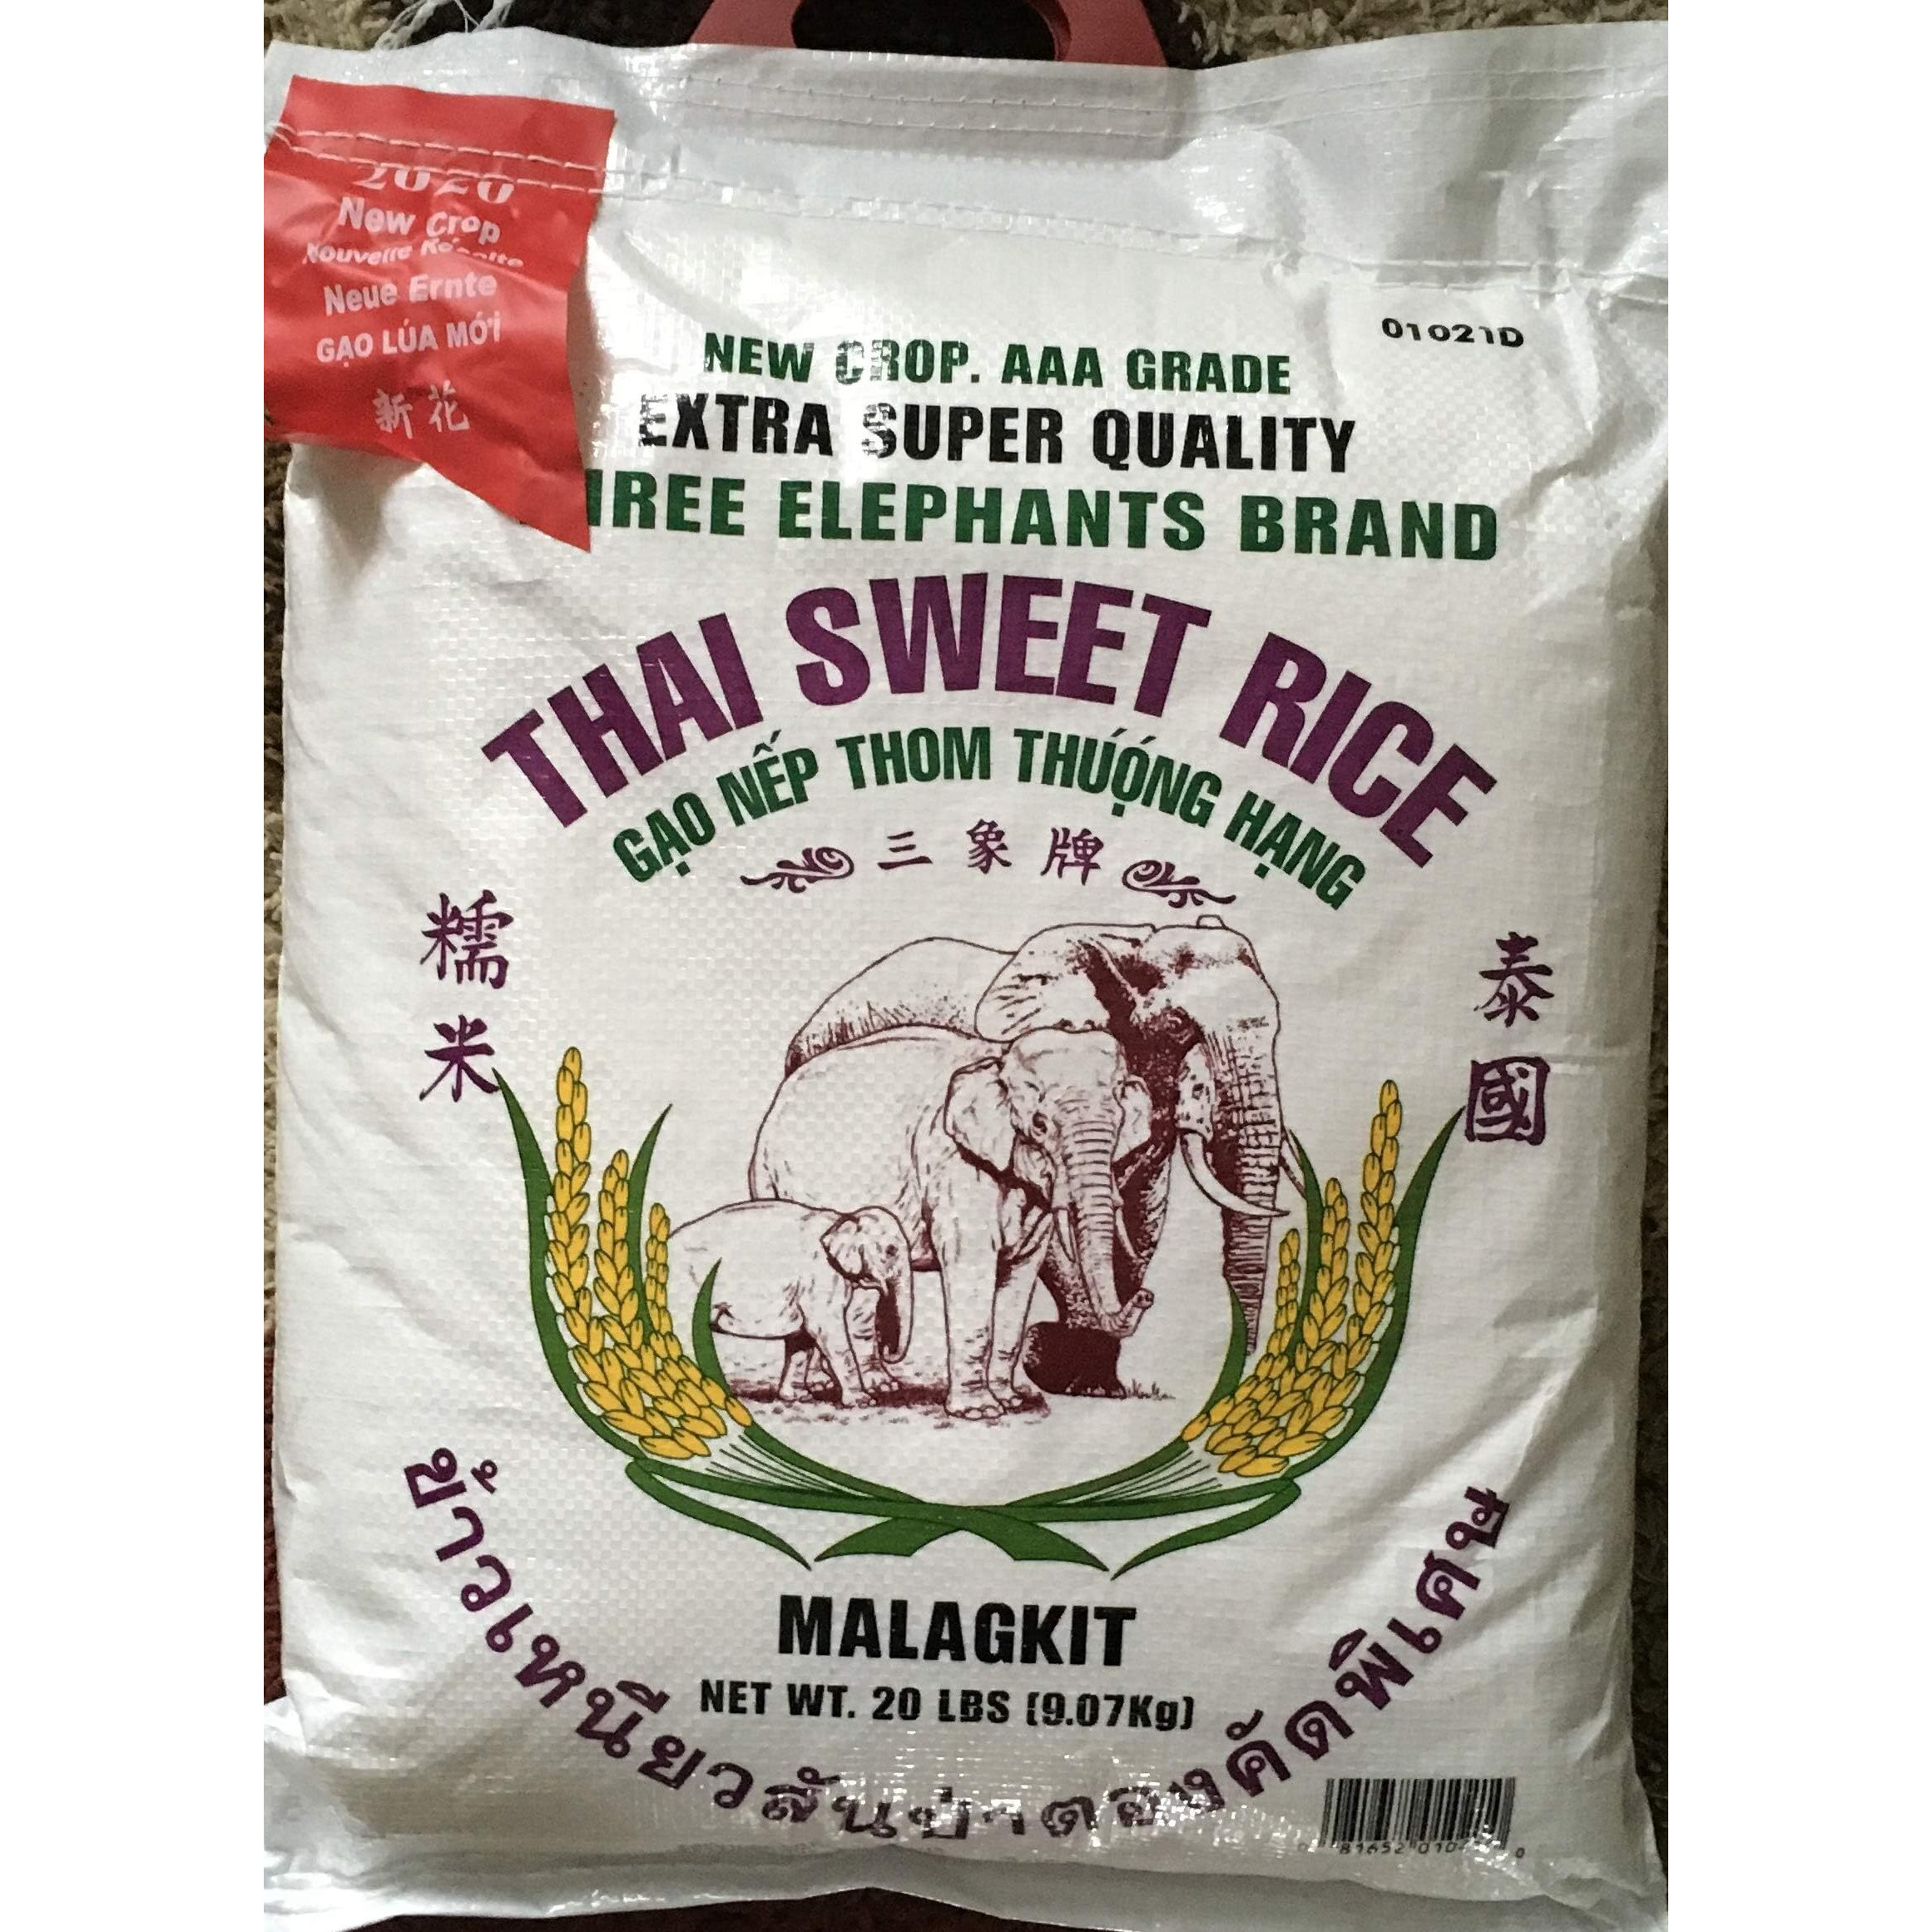 2020
New Crop
Nouvelle Récolte
Neue Ernte
GẠO LÚA MỚI
新花
01021D
NEW CROP. AAA GRADE
EXTRA SUPER QUALITY
THREE ELEPHANTS BRAND
THAI SWEET RICE
GẠO NẾP THOM THƯỢNG HẠNG
三象牌
糯米
泰國
ข้าวเหนียวสันป่าตองคัดพิเศษ
MALAGKIT
NET WT. 20 LBS (9.07Kg)